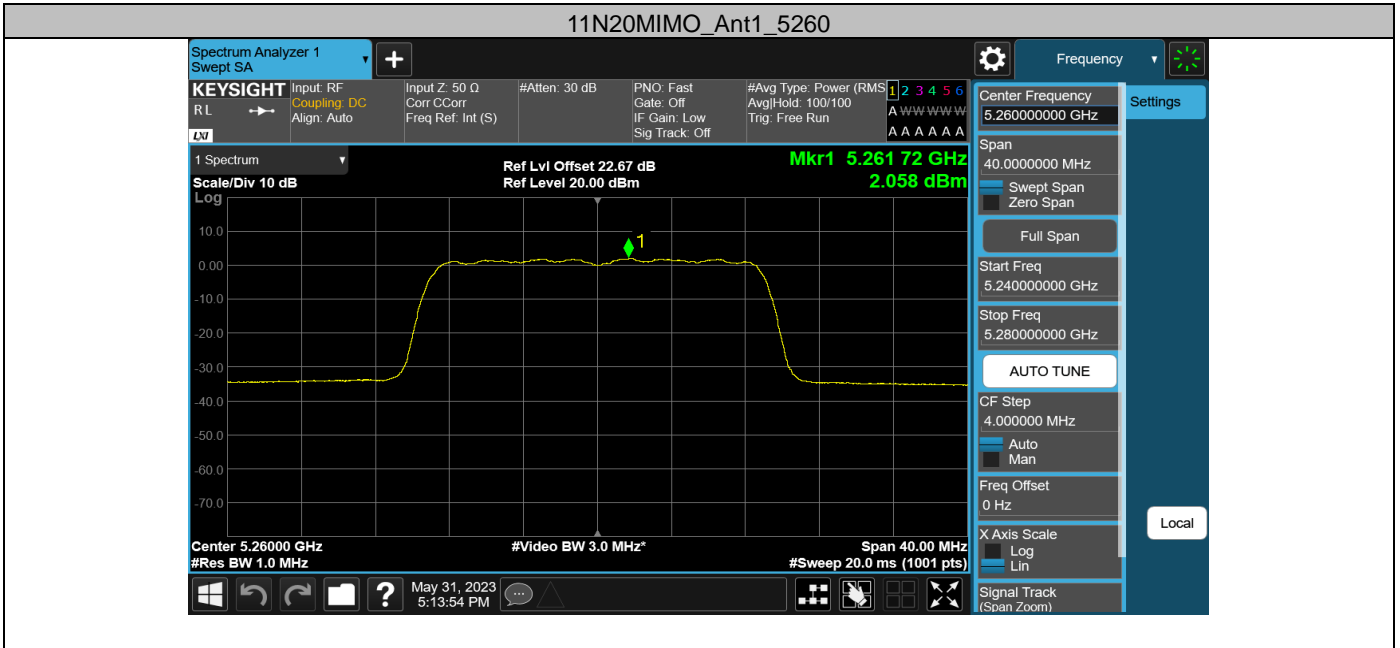 11N20MIMO_Ant1_5260
Spectrum Analyzer 1
Swept SA
Frequency
KEYSIGHT
R L
LXI
Input: RF
Coupling: DC
Align: Auto
Input Z: 50 Ω
Corr CCorr
Freq Ref: Int (S)
#Atten: 30 dB
PNO: Fast
Gate: Off
IF Gain: Low
Sig Track: Off
#Avg Type: Power (RMS
Avg|Hold: 100/100
Trig: Free Run
1 2 3 4 5 6
A W W W W W
A A A A A A
1 Spectrum
Scale/Div 10 dB
Log
Ref Lvl Offset 22.67 dB
Ref Level 20.00 dBm
Mkr1 5.261 72 GHz
2.058 dBm
1
10.0
0.00
-10.0
-20.0
-30.0
-40.0
-50.0
-60.0
-70.0
Center 5.26000 GHz
#Video BW 3.0 MHz*
Span 40.00 MHz
#Res BW 1.0 MHz
#Sweep 20.0 ms (1001 pts)
Center Frequency
5.260000000 GHz
Settings
Span
40.0000000 MHz
Swept Span
Zero Span
Full Span
Start Freq
5.240000000 GHz
Stop Freq
5.280000000 GHz
AUTO TUNE
CF Step
4.000000 MHz
Auto
Man
Freq Offset
0 Hz
X Axis Scale
Log
Lin
Local
Signal Track
(Span Zoom)
?
May 31, 2023
5:13:54 PM